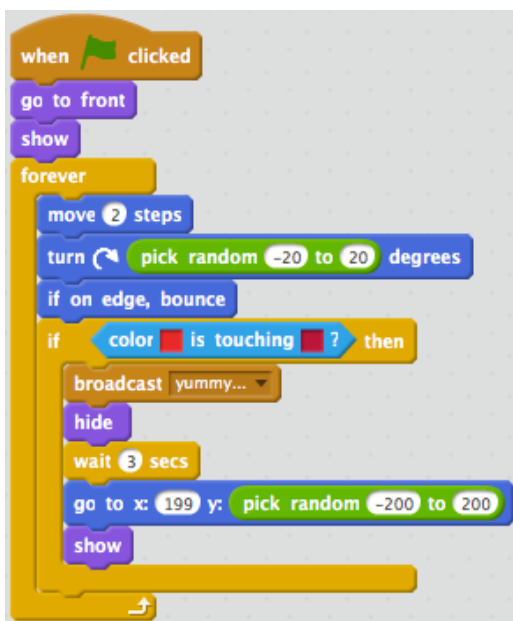 when clicked
go to front
show
forever
move 2 steps
turn pick random -20 to 20 degrees
if on edge, bounce
if color is touching ? then
broadcast yummy...
hide
wait 3 secs
go to x: 199 y: pick random -200 to 200
show